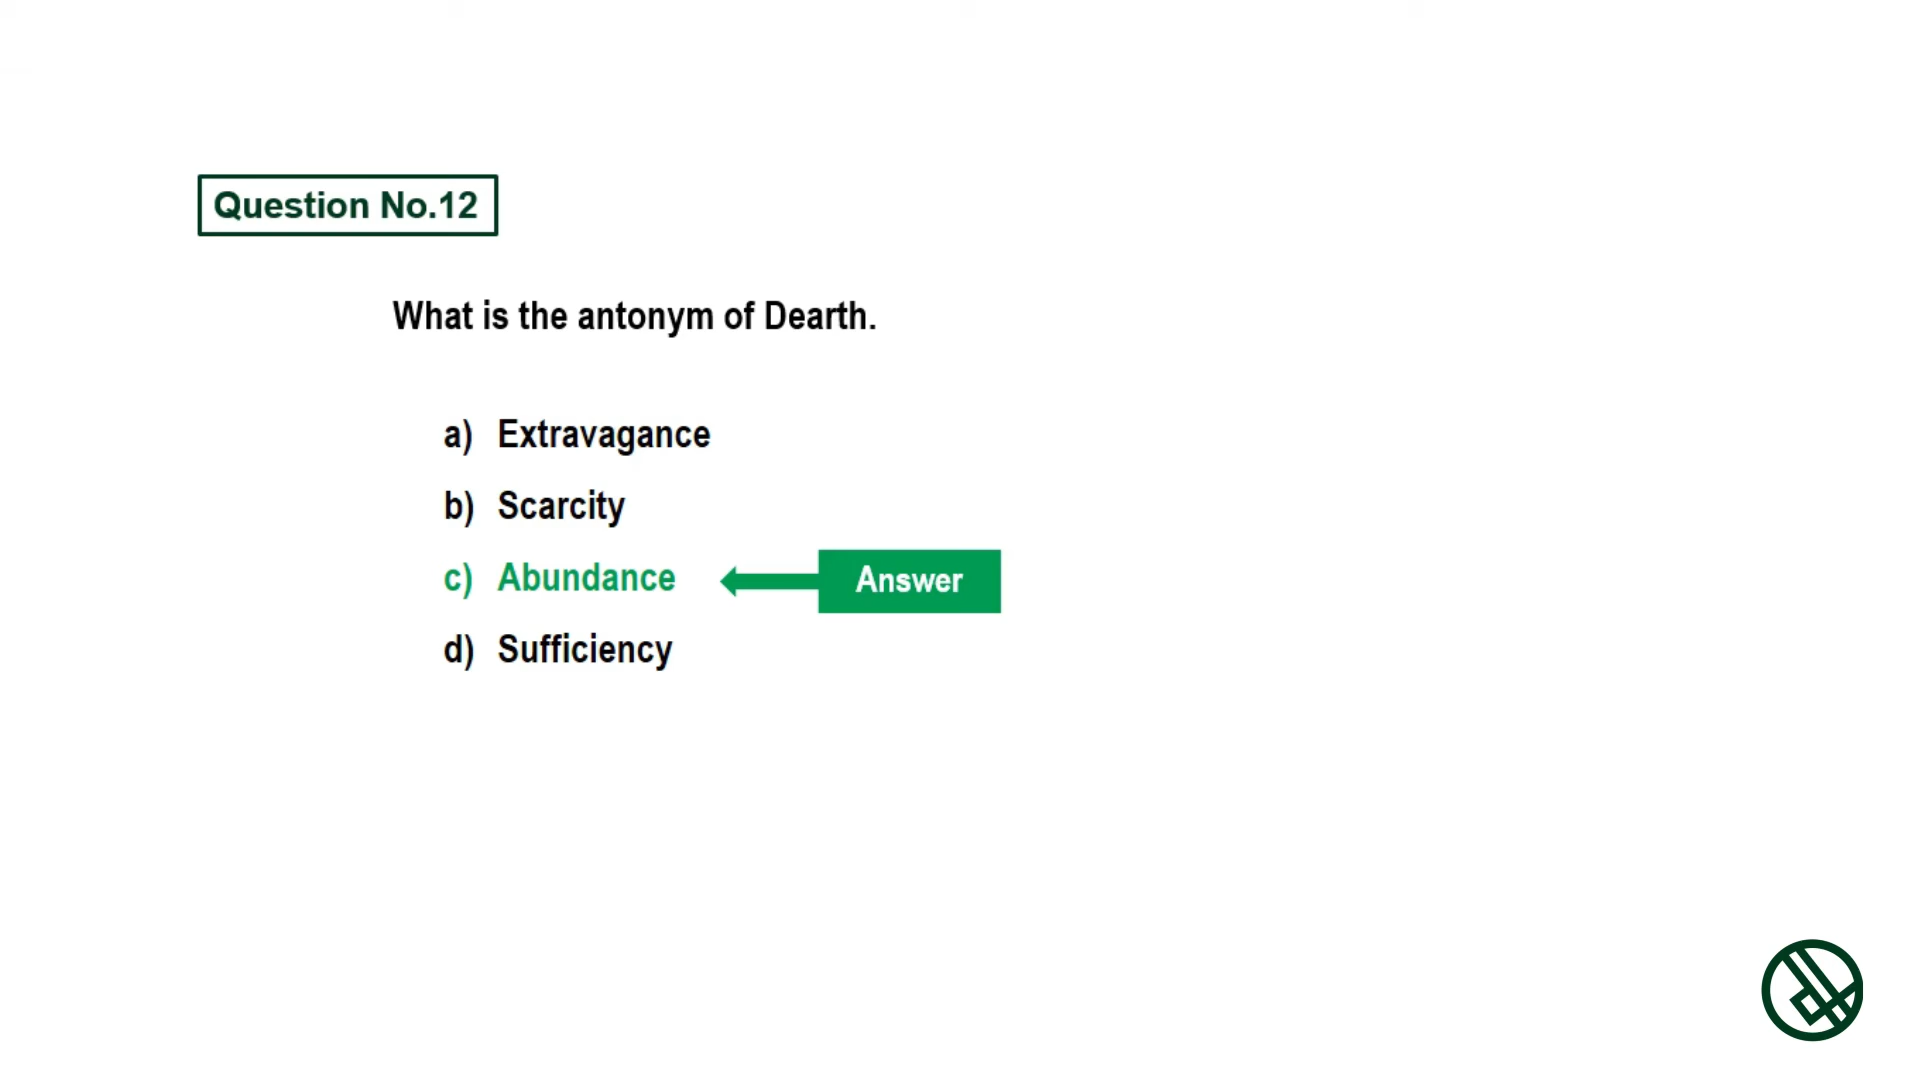 Question No.12
What is the antonym of Dearth.
a) Extravagance
b) Scarcity
c) Abundance
Answer
d) Sufficiency